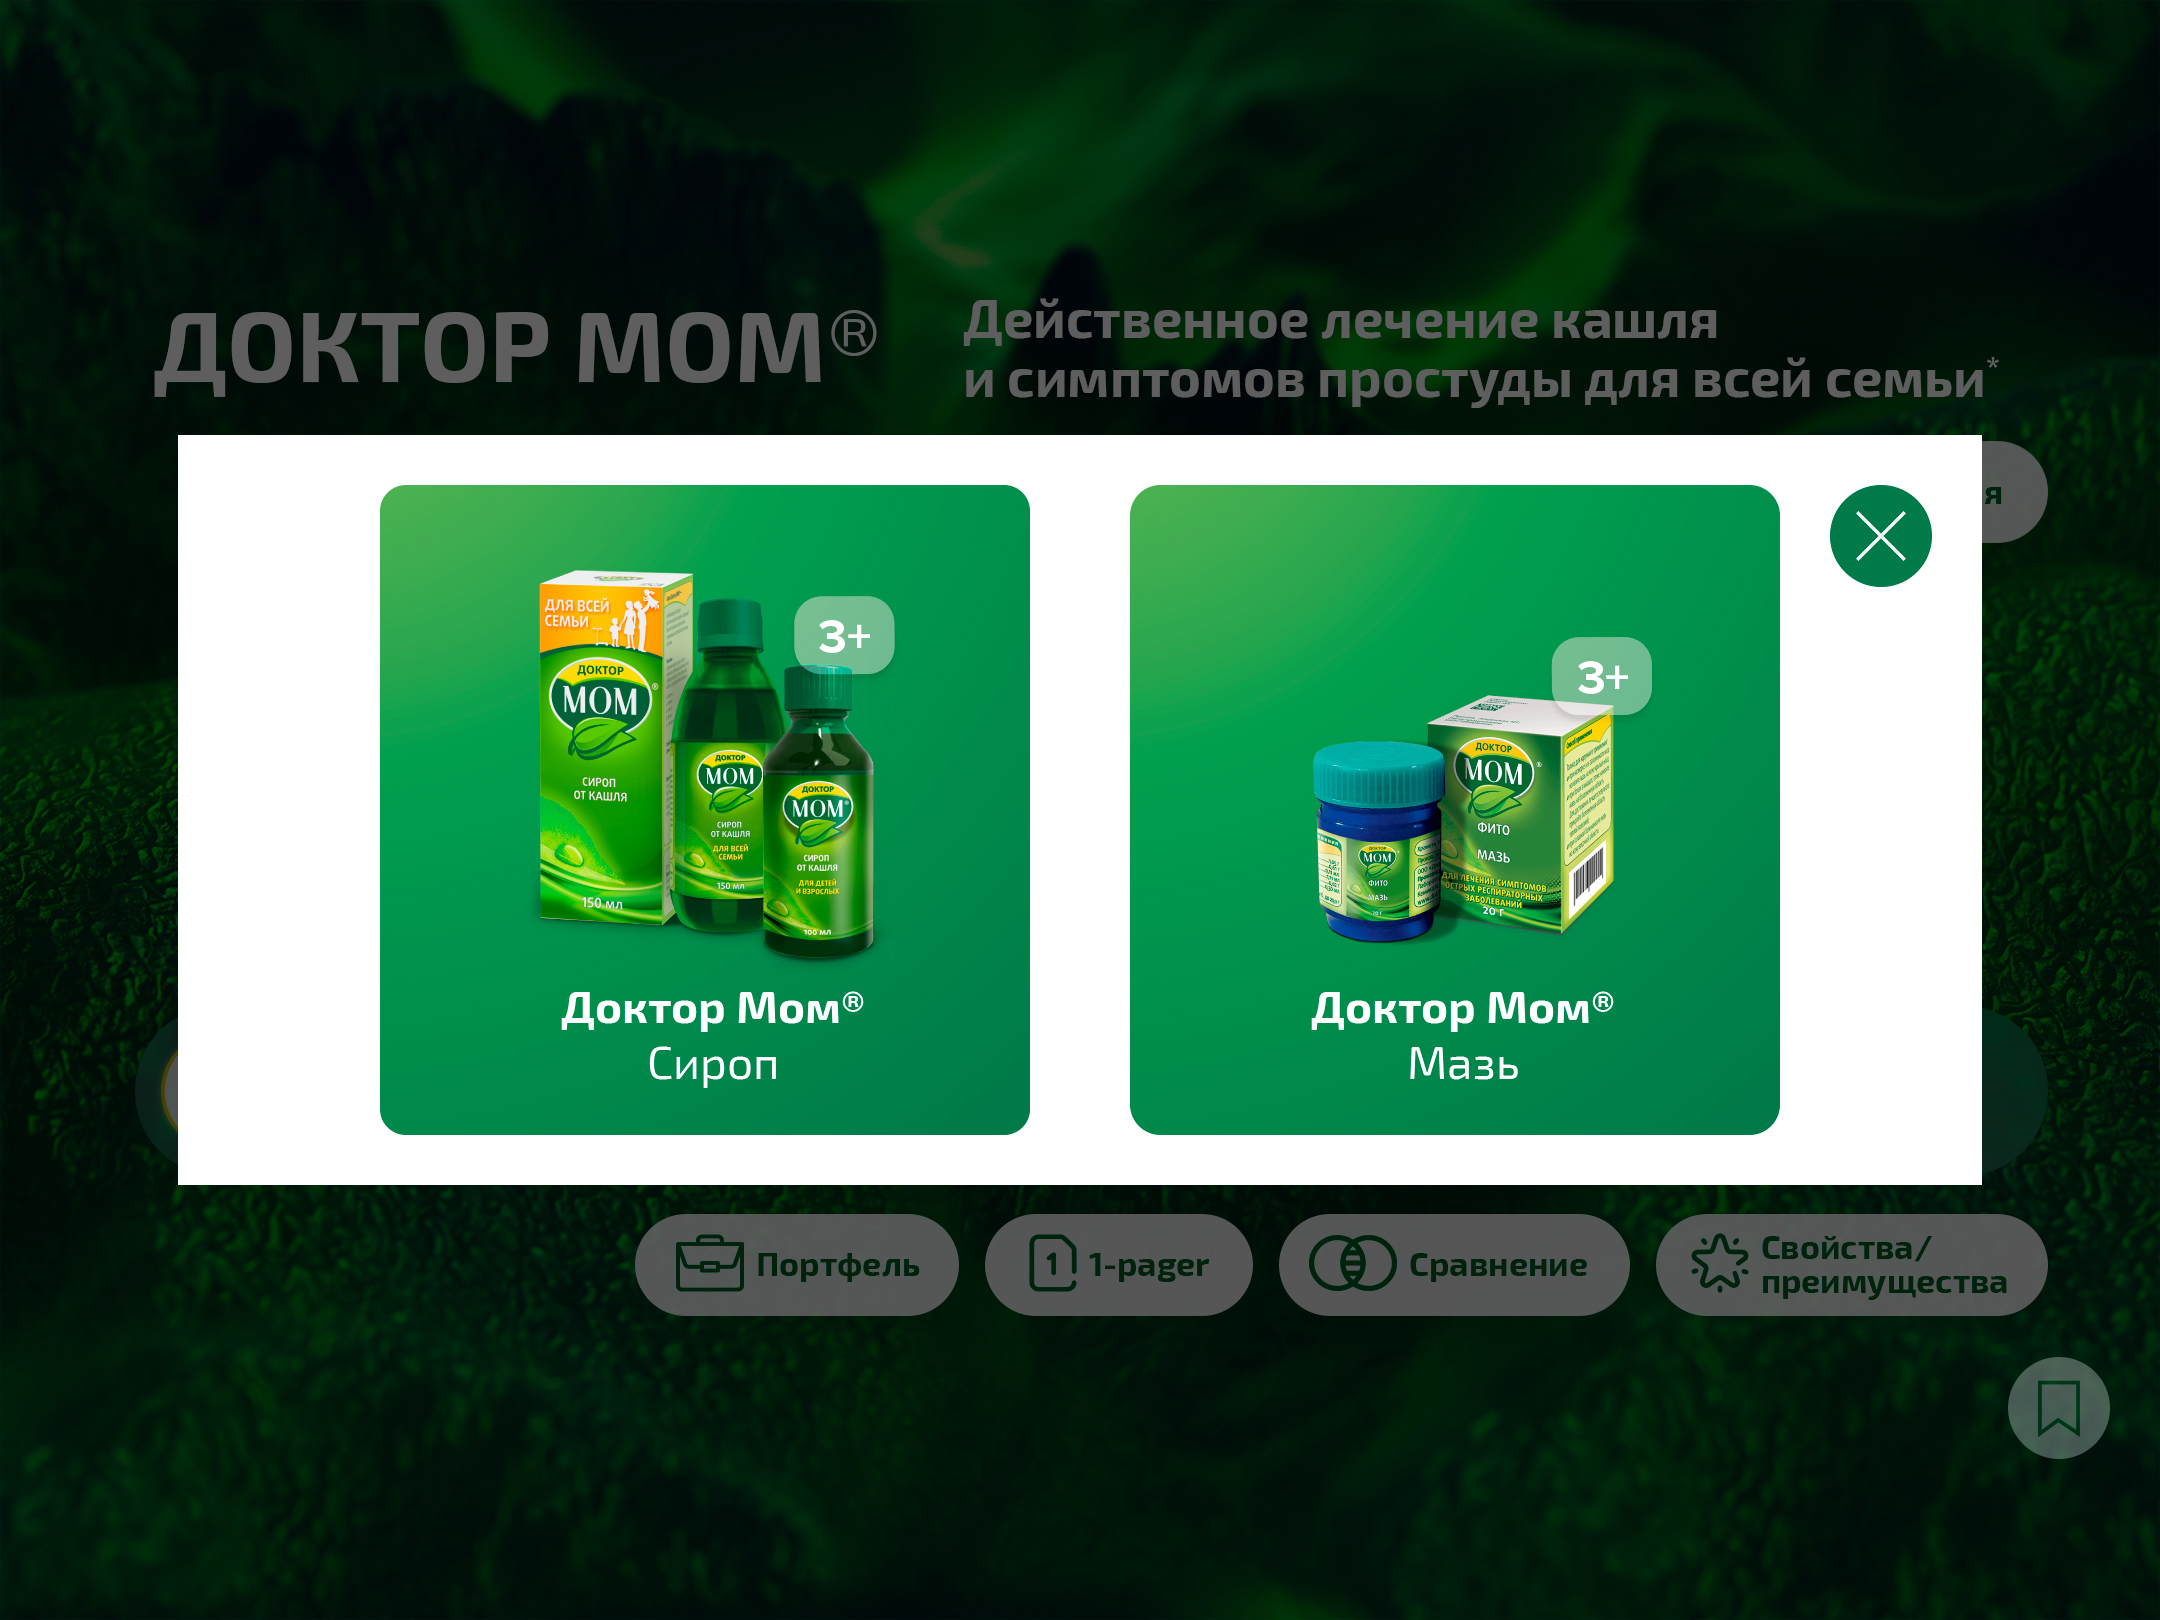 ДОКТОР МОМ®
Действенное лечение кашля
и симптомов простуды для всей семьи*
я
ДЛЯ ВСЕЙ
СЕМЬИ
ДОКТОР
МОМ®
СИРОП
ОТ КАШЛЯ
150 мл
ДОКТОР
МОМ
СИРОП
ОТ КАШЛЯ
ДЛЯ ВСЕЙ
СЕМЬИ
150 мл
3+
ДОКТОР
МОМ®
СИРОП
ОТ КАШЛЯ
ДЛЯ ДЕТЕЙ
И ВЗРОСЛЫХ
100 мл
Доктор Мом®
Сироп
3+
ДОКТОР
МОМ
ФИТО
МАЗЬ
20 г
ДОКТОР
МОМ®
ФИТО
МАЗЬ
ДЛЯ ЛЕЧЕНИЯ СИМПТОМОВ
ОСТРЫХ РЕСПИРАТОРНЫХ
ЗАБОЛЕВАНИЙ
20 г
Доктор Мом®
Мазь
Портфель
1 1-pager
Сравнение
Свойства/
преимущества